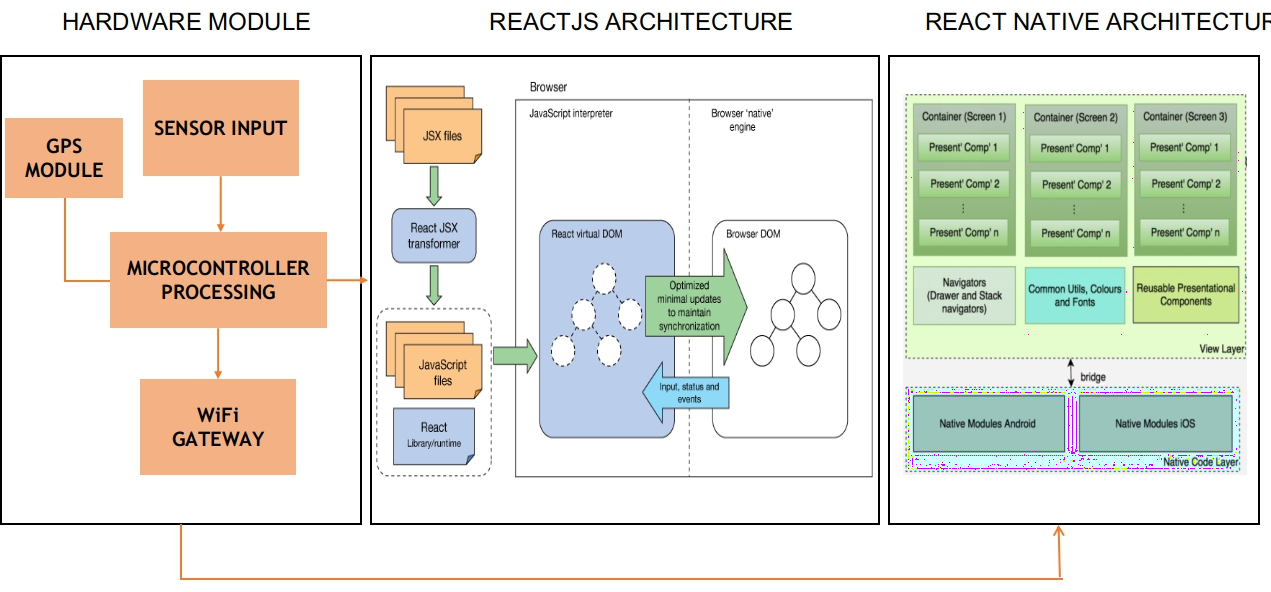 HARDWARE MODULE
REACTJS ARCHITECTURE
REACT NATIVE ARCHITECTUR
GPS
MODULE
SENSOR INPUT
MICROCONTROLLER
PROCESSING
WiFi
GATEWAY
JSX files
React JSX
transformer
JavaScript
files
React
Library/runtime
Browser
JavaScript interpreter
Browser ‘native’
engine
React virtual DOM
Browser DOM
Optimized
minimal updates
to maintain
synchronization
Input, status and
events
Container (Screen 1)
Present' Comp' 1
Present' Comp' 2
⋮
Present' Comp' n
Container (Screen 2)
Present' Comp' 1
Present' Comp' 2
⋮
Present' Comp' n
Container (Screen 3)
Present' Comp' 1
Present' Comp' 2
⋮
Present' Comp' n
Navigators
(Drawer and Stack
navigators)
Common Utils, Colours
and Fonts
Reusable Presentational
Components
View Layer
bridge
Native Modules Android
Native Modules iOS
Native Code Layer